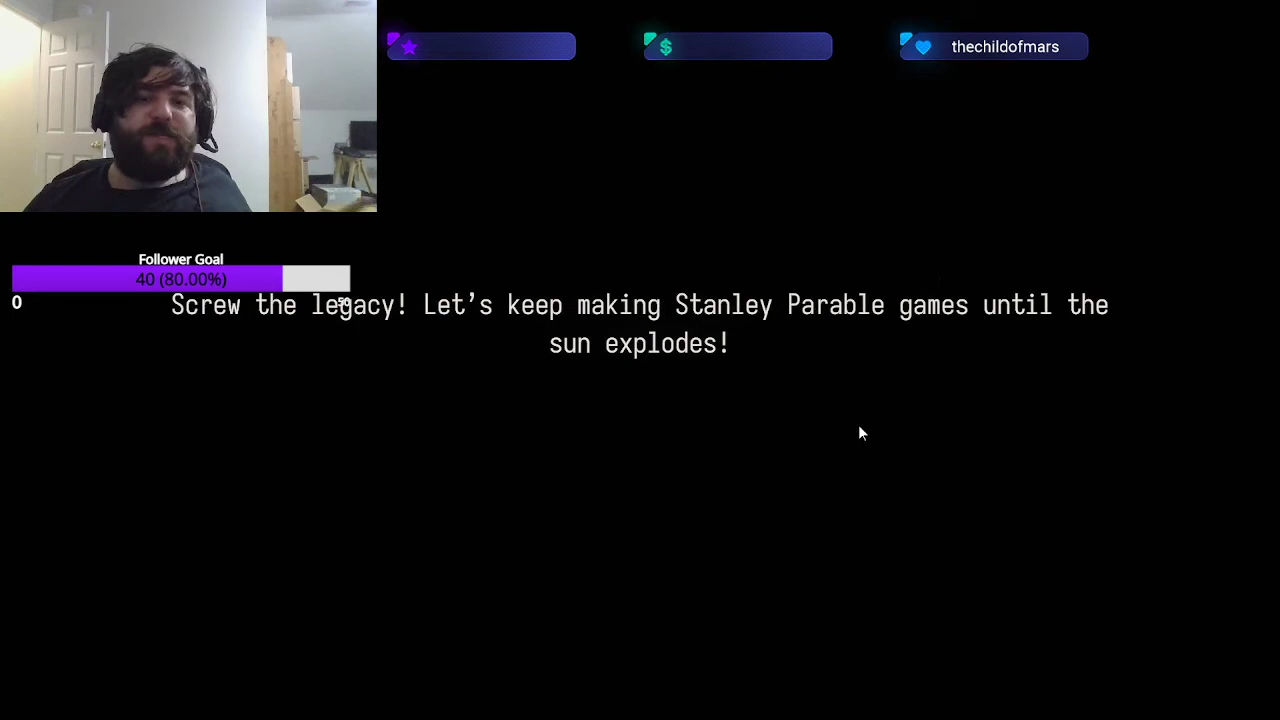 thechildofmars
Follower Goal
40 (80.00%)
0
50
Screw the legacy! Let’s keep making Stanley Parable games until the
sun explodes!